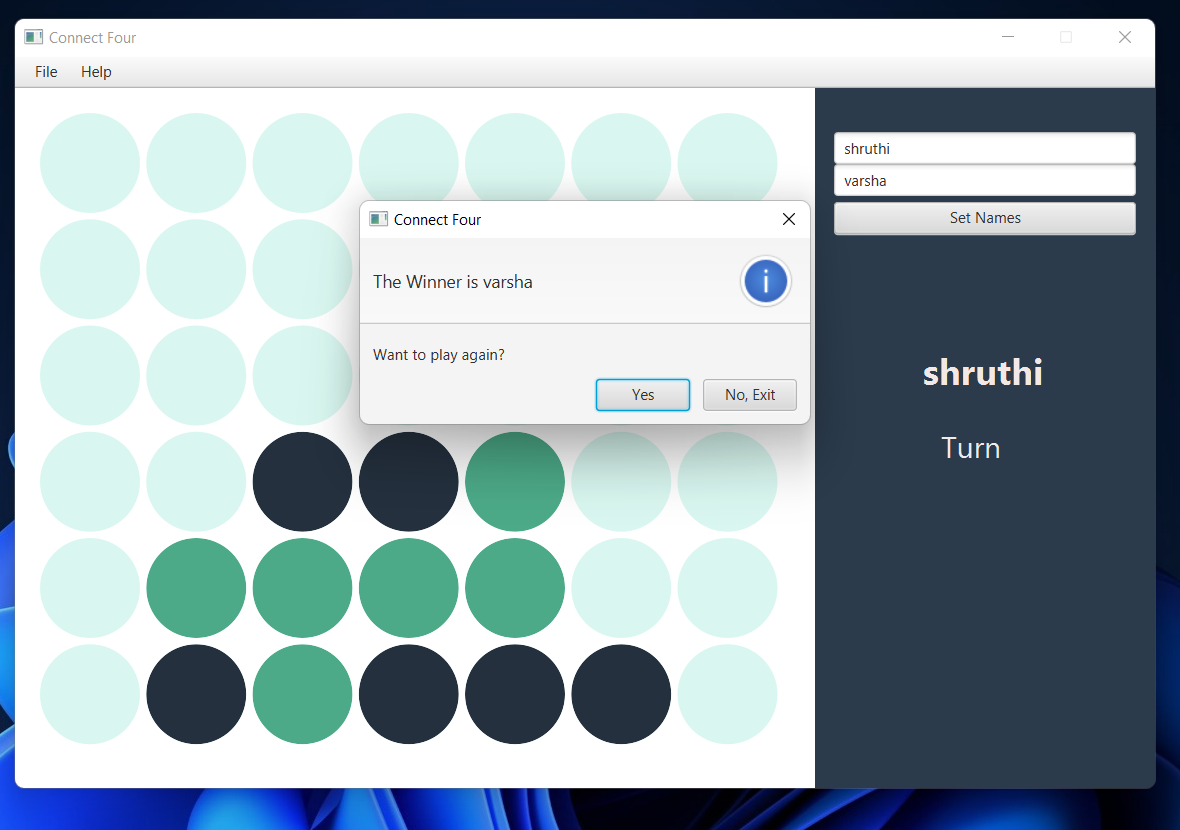 Connect Four
File Help
shruthi
varsha
Set Names
Connect Four
The Winner is varsha
i
Want to play again?
Yes No, Exit
shruthi
Turn